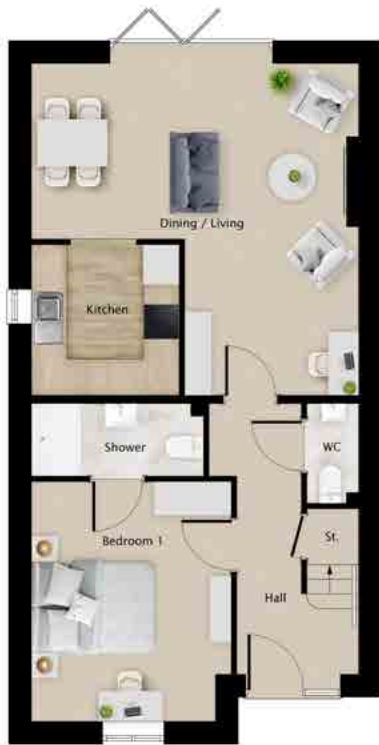 Dining / Living
Kitchen
Shower
WC
Bedroom 1
St.
Hall